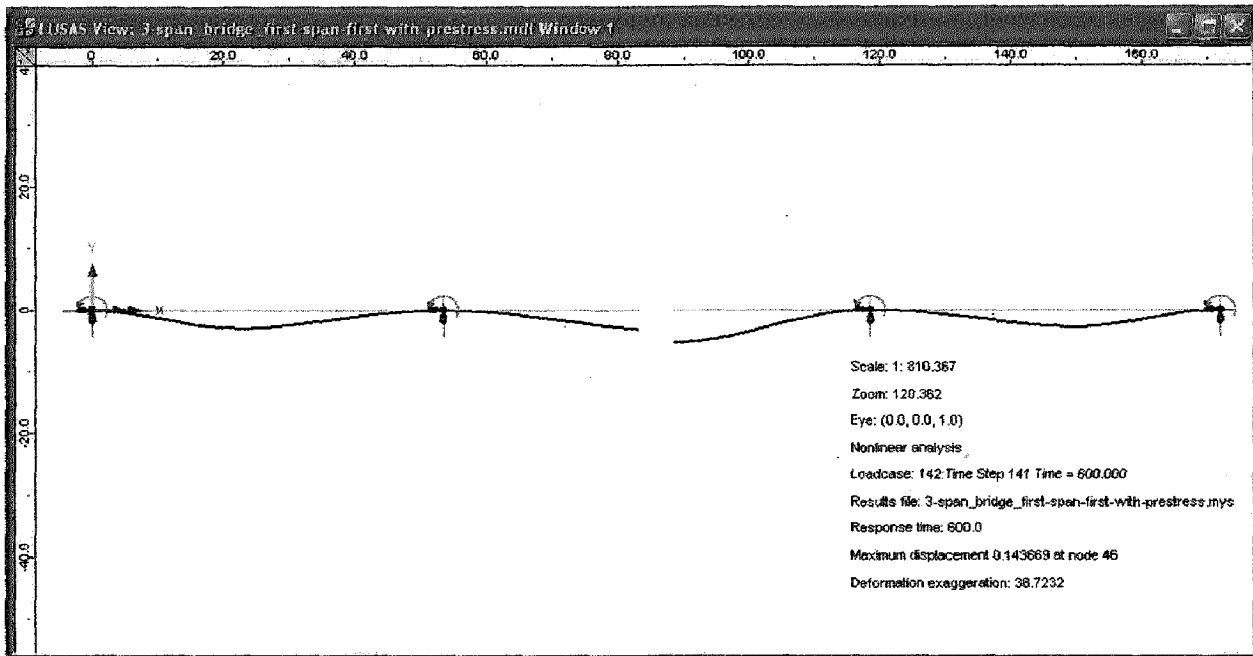 LUSAS View: 3-span_bridge_first-span-first-with-prestress.mdl Window 1
0 20.0 60.0 80.0 100.0 120.0 140.0 160.0
20.0
0
-20.0
-40.0
Y
X
Scale: 1: 810.387
Zoom: 120.362
Eye: (0.0, 0.0, 1.0)
Nonlinear analysis
Loadcase: 142:Time Step 141 Time = 600.000
Results file: 3-span_bridge_first-span-first-with-prestress.mys
Response time: 600.0
Maximum displacement 0.143669 at node 46
Deformation exaggeration: 38.7232